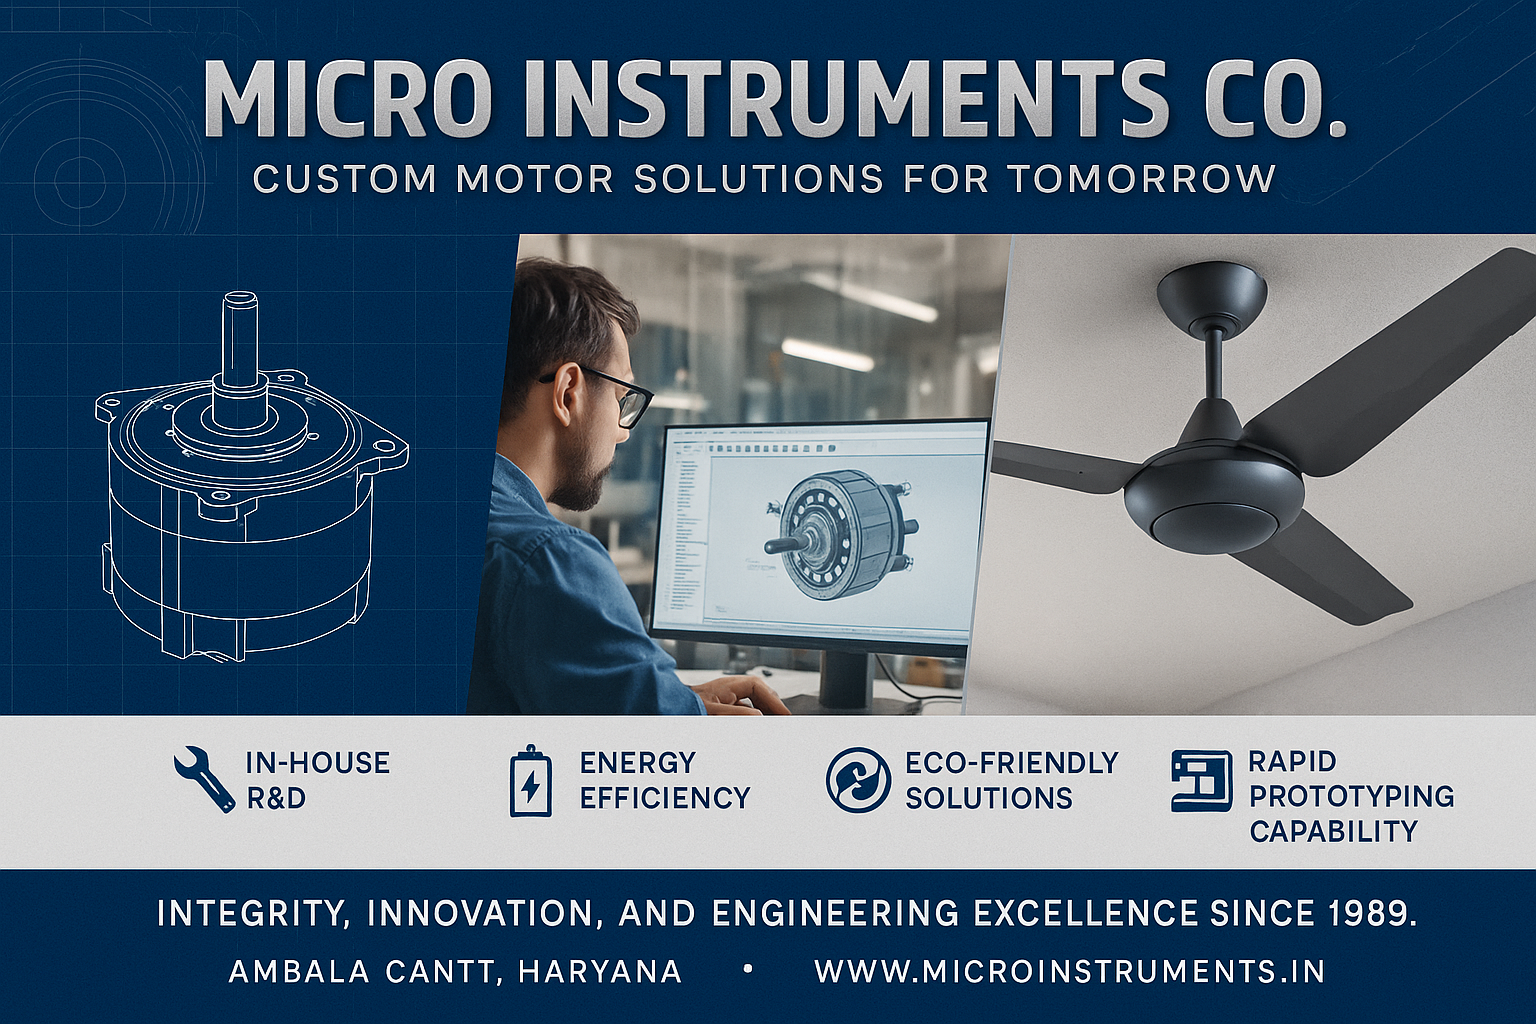 MICRO INSTRUMENTS CO.
CUSTOM MOTOR SOLUTIONS FOR TOMORROW
IN-HOUSE
R&D
ENERGY
EFFICIENCY
ECO-FRIENDLY
SOLUTIONS
RAPID
PROTOTYPING
CAPABILITY
INTEGRITY, INNOVATION, AND ENGINEERING EXCELLENCE SINCE 1989.
AMBALA CANTT, HARYANA • WWW.MICROINSTRUMENTS.IN